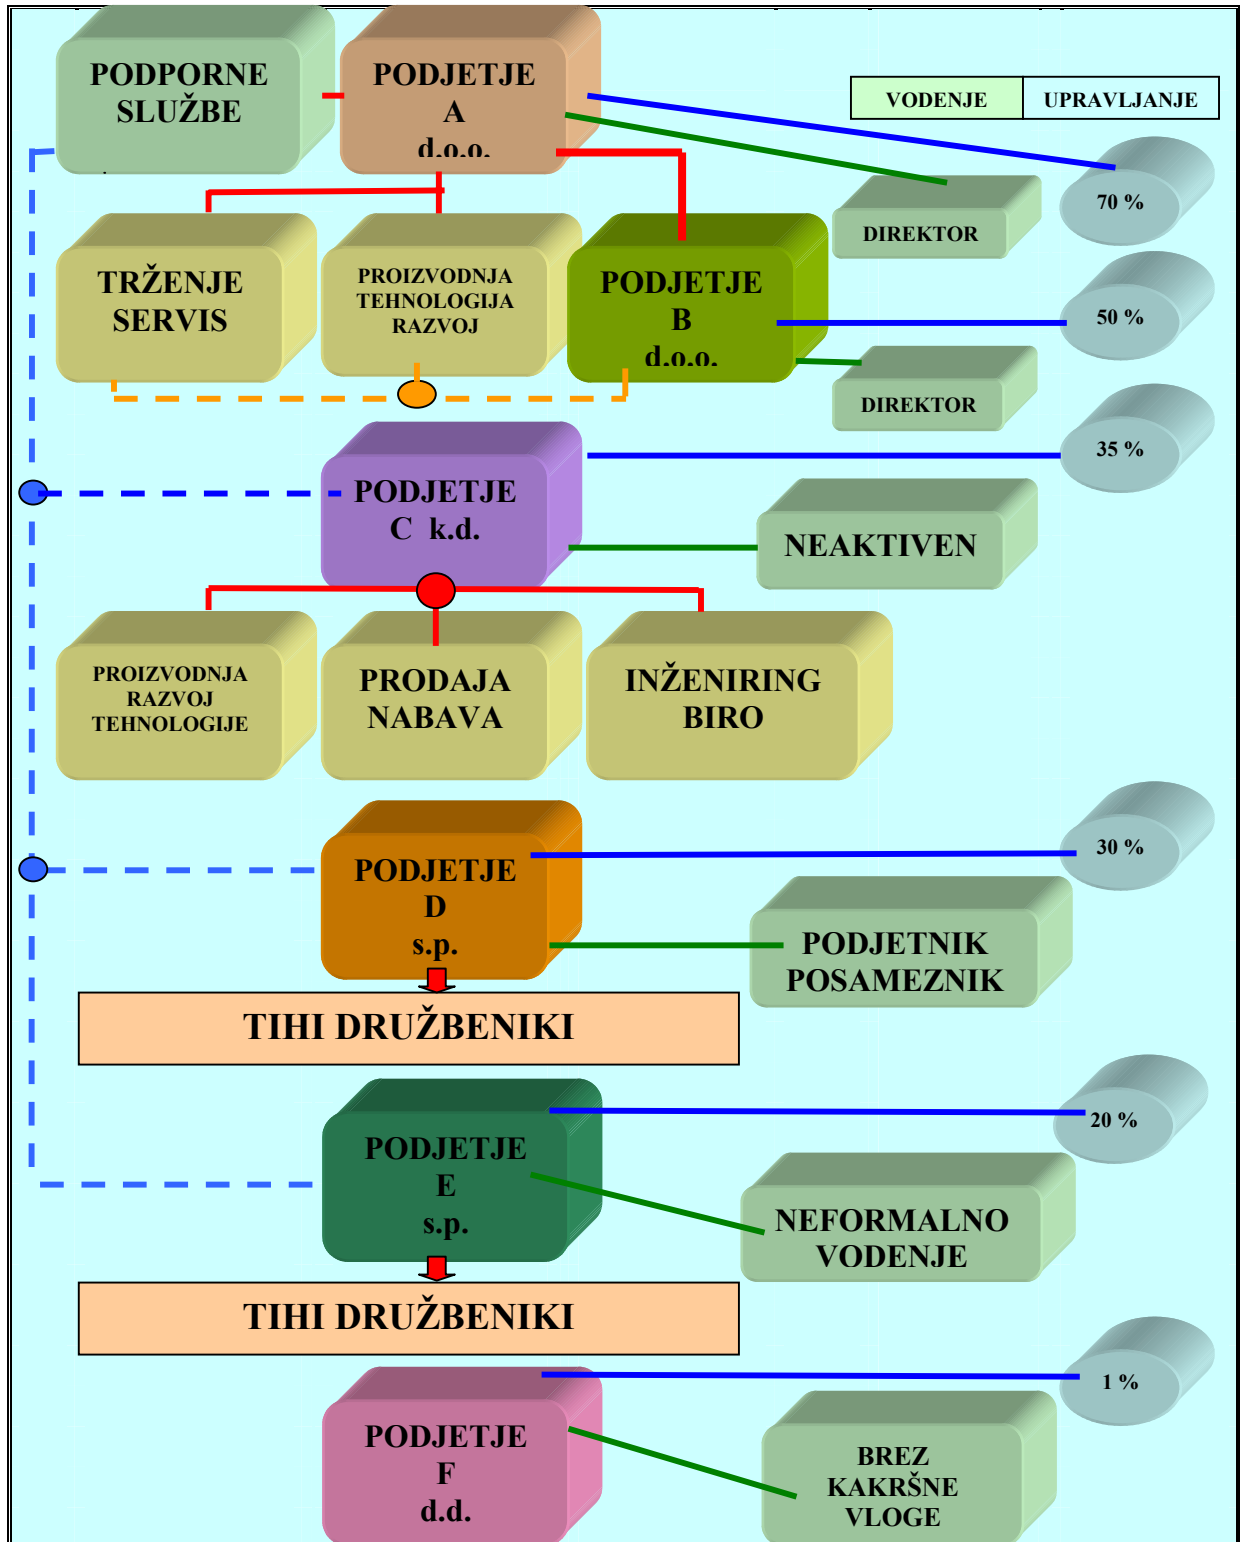 PODPORNE
SLUŽBE
PODJETJE
A
d.o.o.
VODENJE
UPRAVLJANJE
70 %
DIREKTOR
TRŽENJE
SERVIS
PROIZVODNJA
TEHNOLOGIJA
RAZVOJ
PODJETJE
B
d.o.o.
50 %
DIREKTOR
35 %
PODJETJE
C k.d.
NEAKTIVEN
PROIZVODNJA
RAZVOJ
TEHNOLOGIJE
PRODAJA
NABAVA
INŽENIRING
BIRO
30 %
PODJETJE
D
s.p.
PODJETNIK
POSAMEZNIK
TIHI DRUŽBENIKI
20 %
PODJETJE
E
s.p.
NEFORMALNO
VODENJE
TIHI DRUŽBENIKI
1 %
PODJETJE
F
d.d.
BREZ
KAKRŠNE
VLOGE